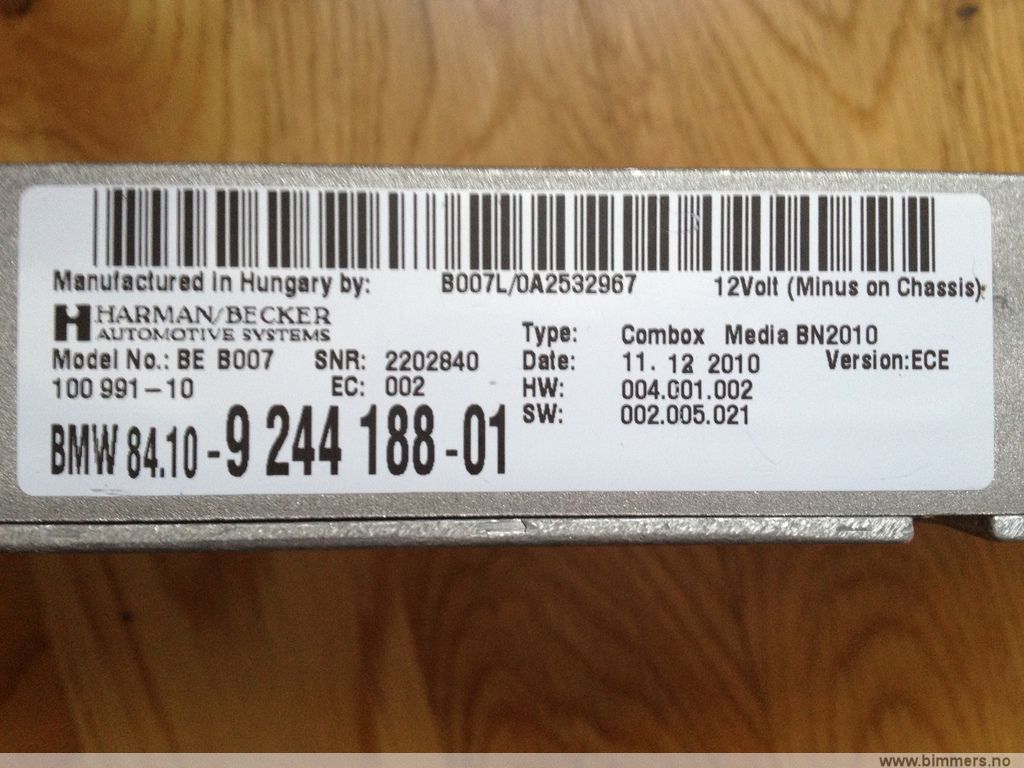 Manufactured in Hungary by: B007L/0A2532967 12Volt (Minus on Chassis)
HARMAN/BECKER
AUTOMOTIVE SYSTEMS
Type: Combox Media BN2010
Model No.: BE B007 SNR: 2202840 Date: 11. 12 2010 Version:ECE
100 991-10 EC: 002 HW: 004.001.002
SW: 002.005.021
BMW 84.10 -9 244 188 -01
www.bimmers.no